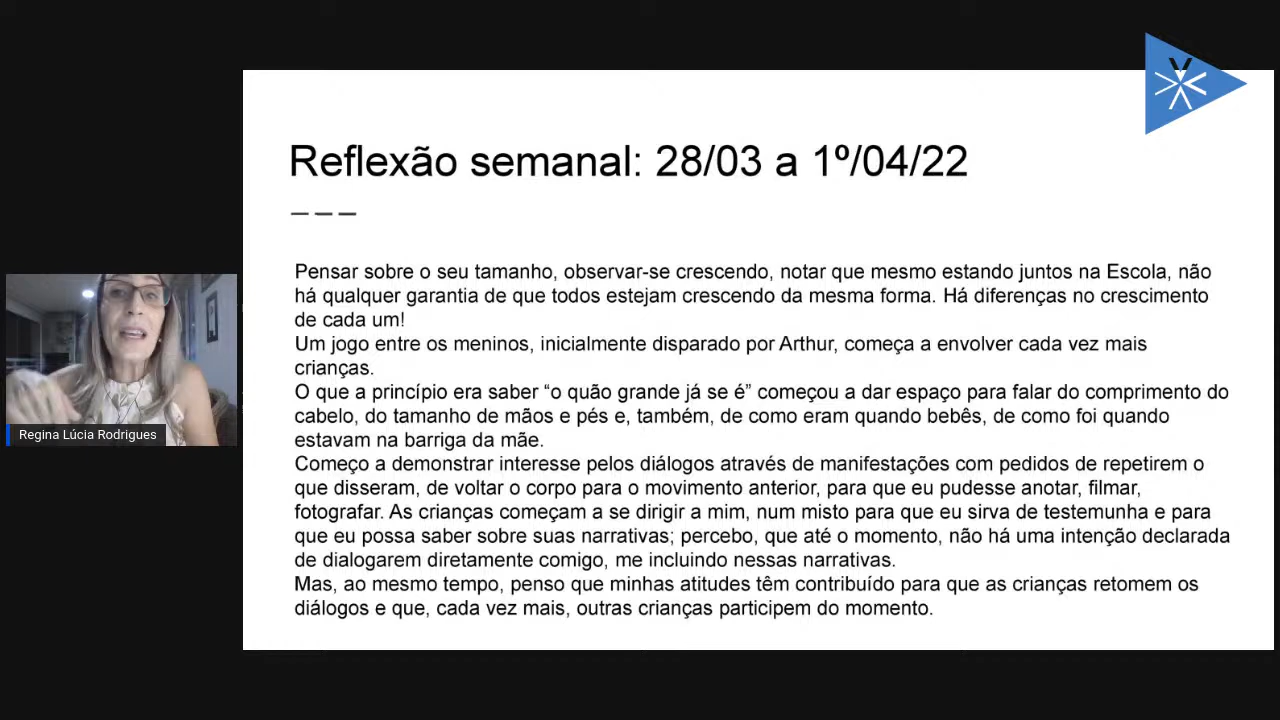 Reflexão semanal: 28/03 a 1º/04/22
Pensar sobre o seu tamanho, observar-se crescendo, notar que mesmo estando juntos na Escola, não
há qualquer garantia de que todos estejam crescendo da mesma forma. Há diferenças no crescimento
de cada um!
Um jogo entre os meninos, inicialmente disparado por Arthur, começa a envolver cada vez mais
crianças.
O que a princípio era saber “o quão grande já se é” começou a dar espaço para falar do comprimento do
cabelo, do tamanho de mãos e pés e, também, de como eram quando bebês, de como foi quando
estavam na barriga da mãe.
Começo a demonstrar interesse pelos diálogos através de manifestações com pedidos de repetirem o
que disseram, de voltar o corpo para o movimento anterior, para que eu pudesse anotar, filmar,
fotografar. As crianças começam a se dirigir a mim, num misto para que eu sirva de testemunha e para
que eu possa saber sobre suas narrativas; percebo, que até o momento, não há uma intenção declarada
de dialogarem diretamente comigo, me incluindo nessas narrativas.
Mas, ao mesmo tempo, penso que minhas atitudes têm contribuído para que as crianças retomem os
diálogos e que, cada vez mais, outras crianças participem do momento.
Regina Lúcia Rodrigues